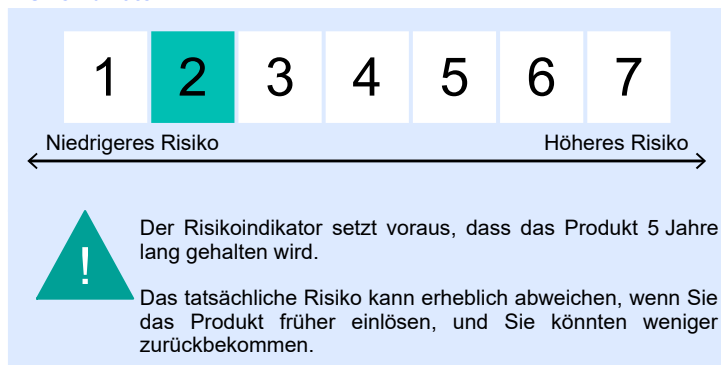 1 2 3 4 5 6 7
Niedrigeres Risiko Höheres Risiko
!
Der Risikoindikator setzt voraus, dass das Produkt 5 Jahre
lang gehalten wird.
Das tatsächliche Risiko kann erheblich abweichen, wenn Sie
das Produkt früher einlösen, und Sie könnten weniger
zurückbekommen.